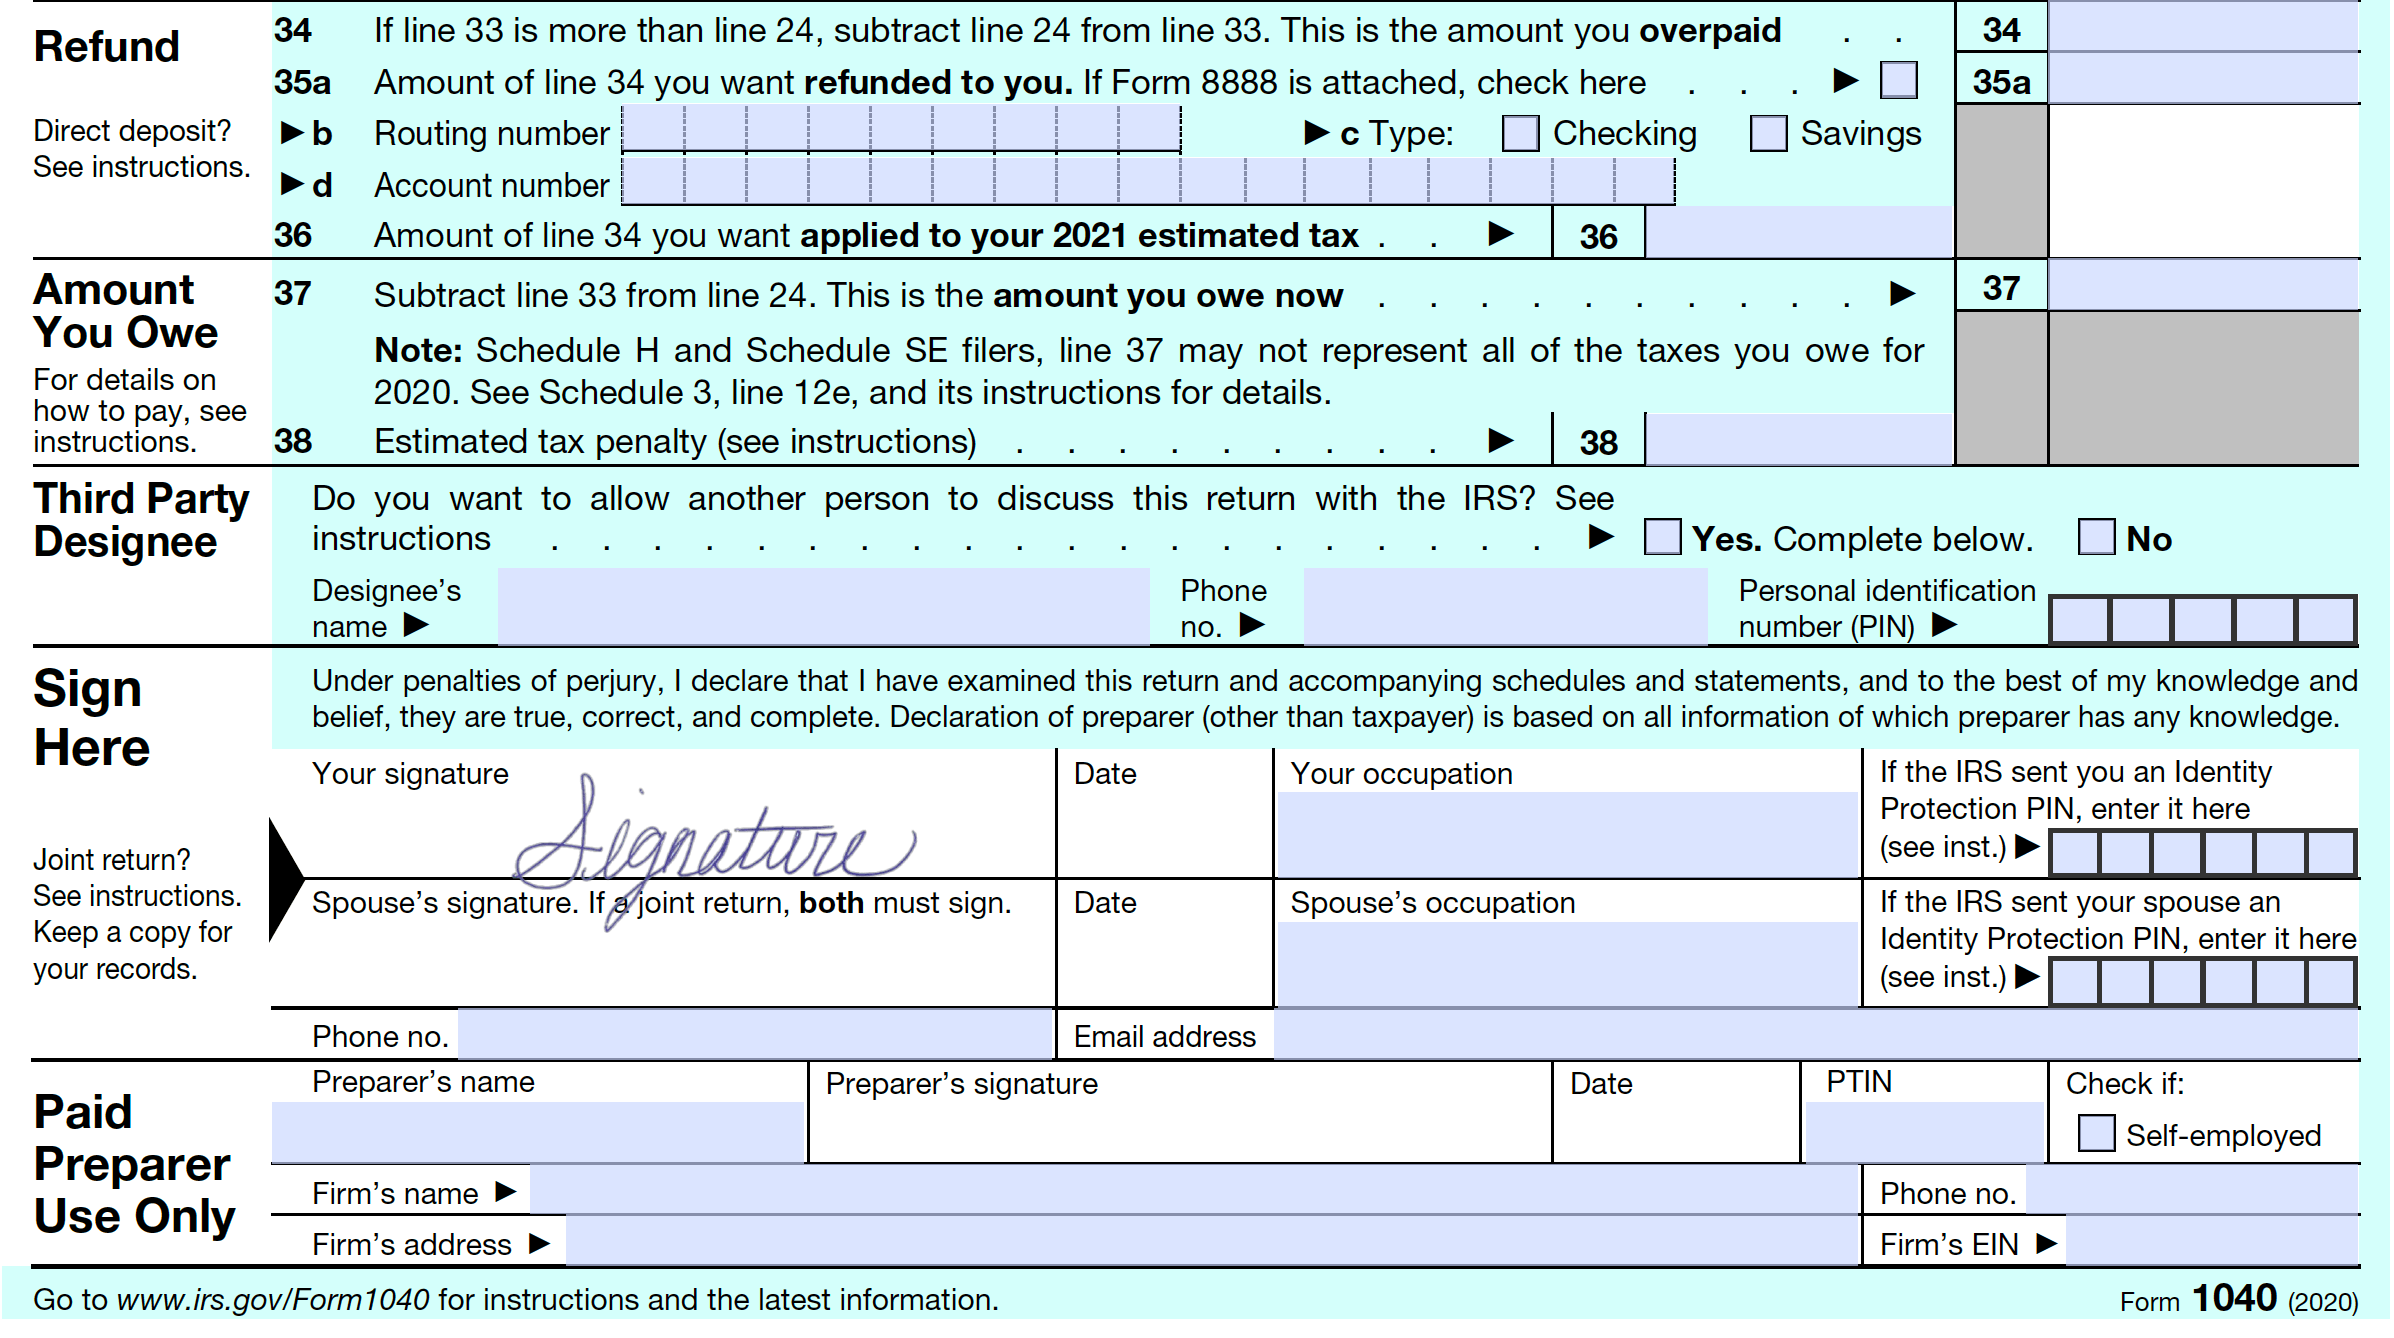 Refund
34 If line 33 is more than line 24, subtract line 24 from line 33. This is the amount you overpaid . . 34
35a Amount of line 34 you want refunded to you. If Form 8888 is attached, check here . . . ▶ 35a
Direct deposit?
See instructions.
▶ b Routing number ▶ c Type: Checking Savings
▶ d Account number
36 Amount of line 34 you want applied to your 2021 estimated tax . . ▶ 36
Amount
You Owe
For details on
how to pay, see
instructions.
37 Subtract line 33 from line 24. This is the amount you owe now . . . . . . . . . . ▶ 37
Note: Schedule H and Schedule SE filers, line 37 may not represent all of the taxes you owe for
2020. See Schedule 3, line 12e, and its instructions for details.
38 Estimated tax penalty (see instructions) . . . . . . . . . ▶ 38
Third Party
Designee
Do you want to allow another person to discuss this return with the IRS? See
instructions . . . . . . . . . . . . . . . . . . . . ▶ Yes. Complete below. No
Designee's
name ▶
Phone
no. ▶
Personal identification
number (PIN) ▶
Sign
Here
Under penalties of perjury, I declare that I have examined this return and accompanying schedules and statements, and to the best of my knowledge and
belief, they are true, correct, and complete. Declaration of preparer (other than taxpayer) is based on all information of which preparer has any knowledge.
Joint return?
See instructions.
Keep a copy for
your records.
Your signature
Signature
Date
Your occupation
If the IRS sent you an Identity
Protection PIN, enter it here
(see inst.) ▶
Spouse's signature. If a joint return, both must sign.
Date
Spouse's occupation
If the IRS sent your spouse an
Identity Protection PIN, enter it here
(see inst.) ▶
Phone no.
Email address
Paid
Preparer
Use Only
Preparer's name
Preparer's signature
Date
PTIN
Check if:
Self-employed
Firm's name ▶
Phone no.
Firm's address ▶
Firm's EIN ▶
Go to www.irs.gov/Form1040 for instructions and the latest information.
Form 1040 (2020)